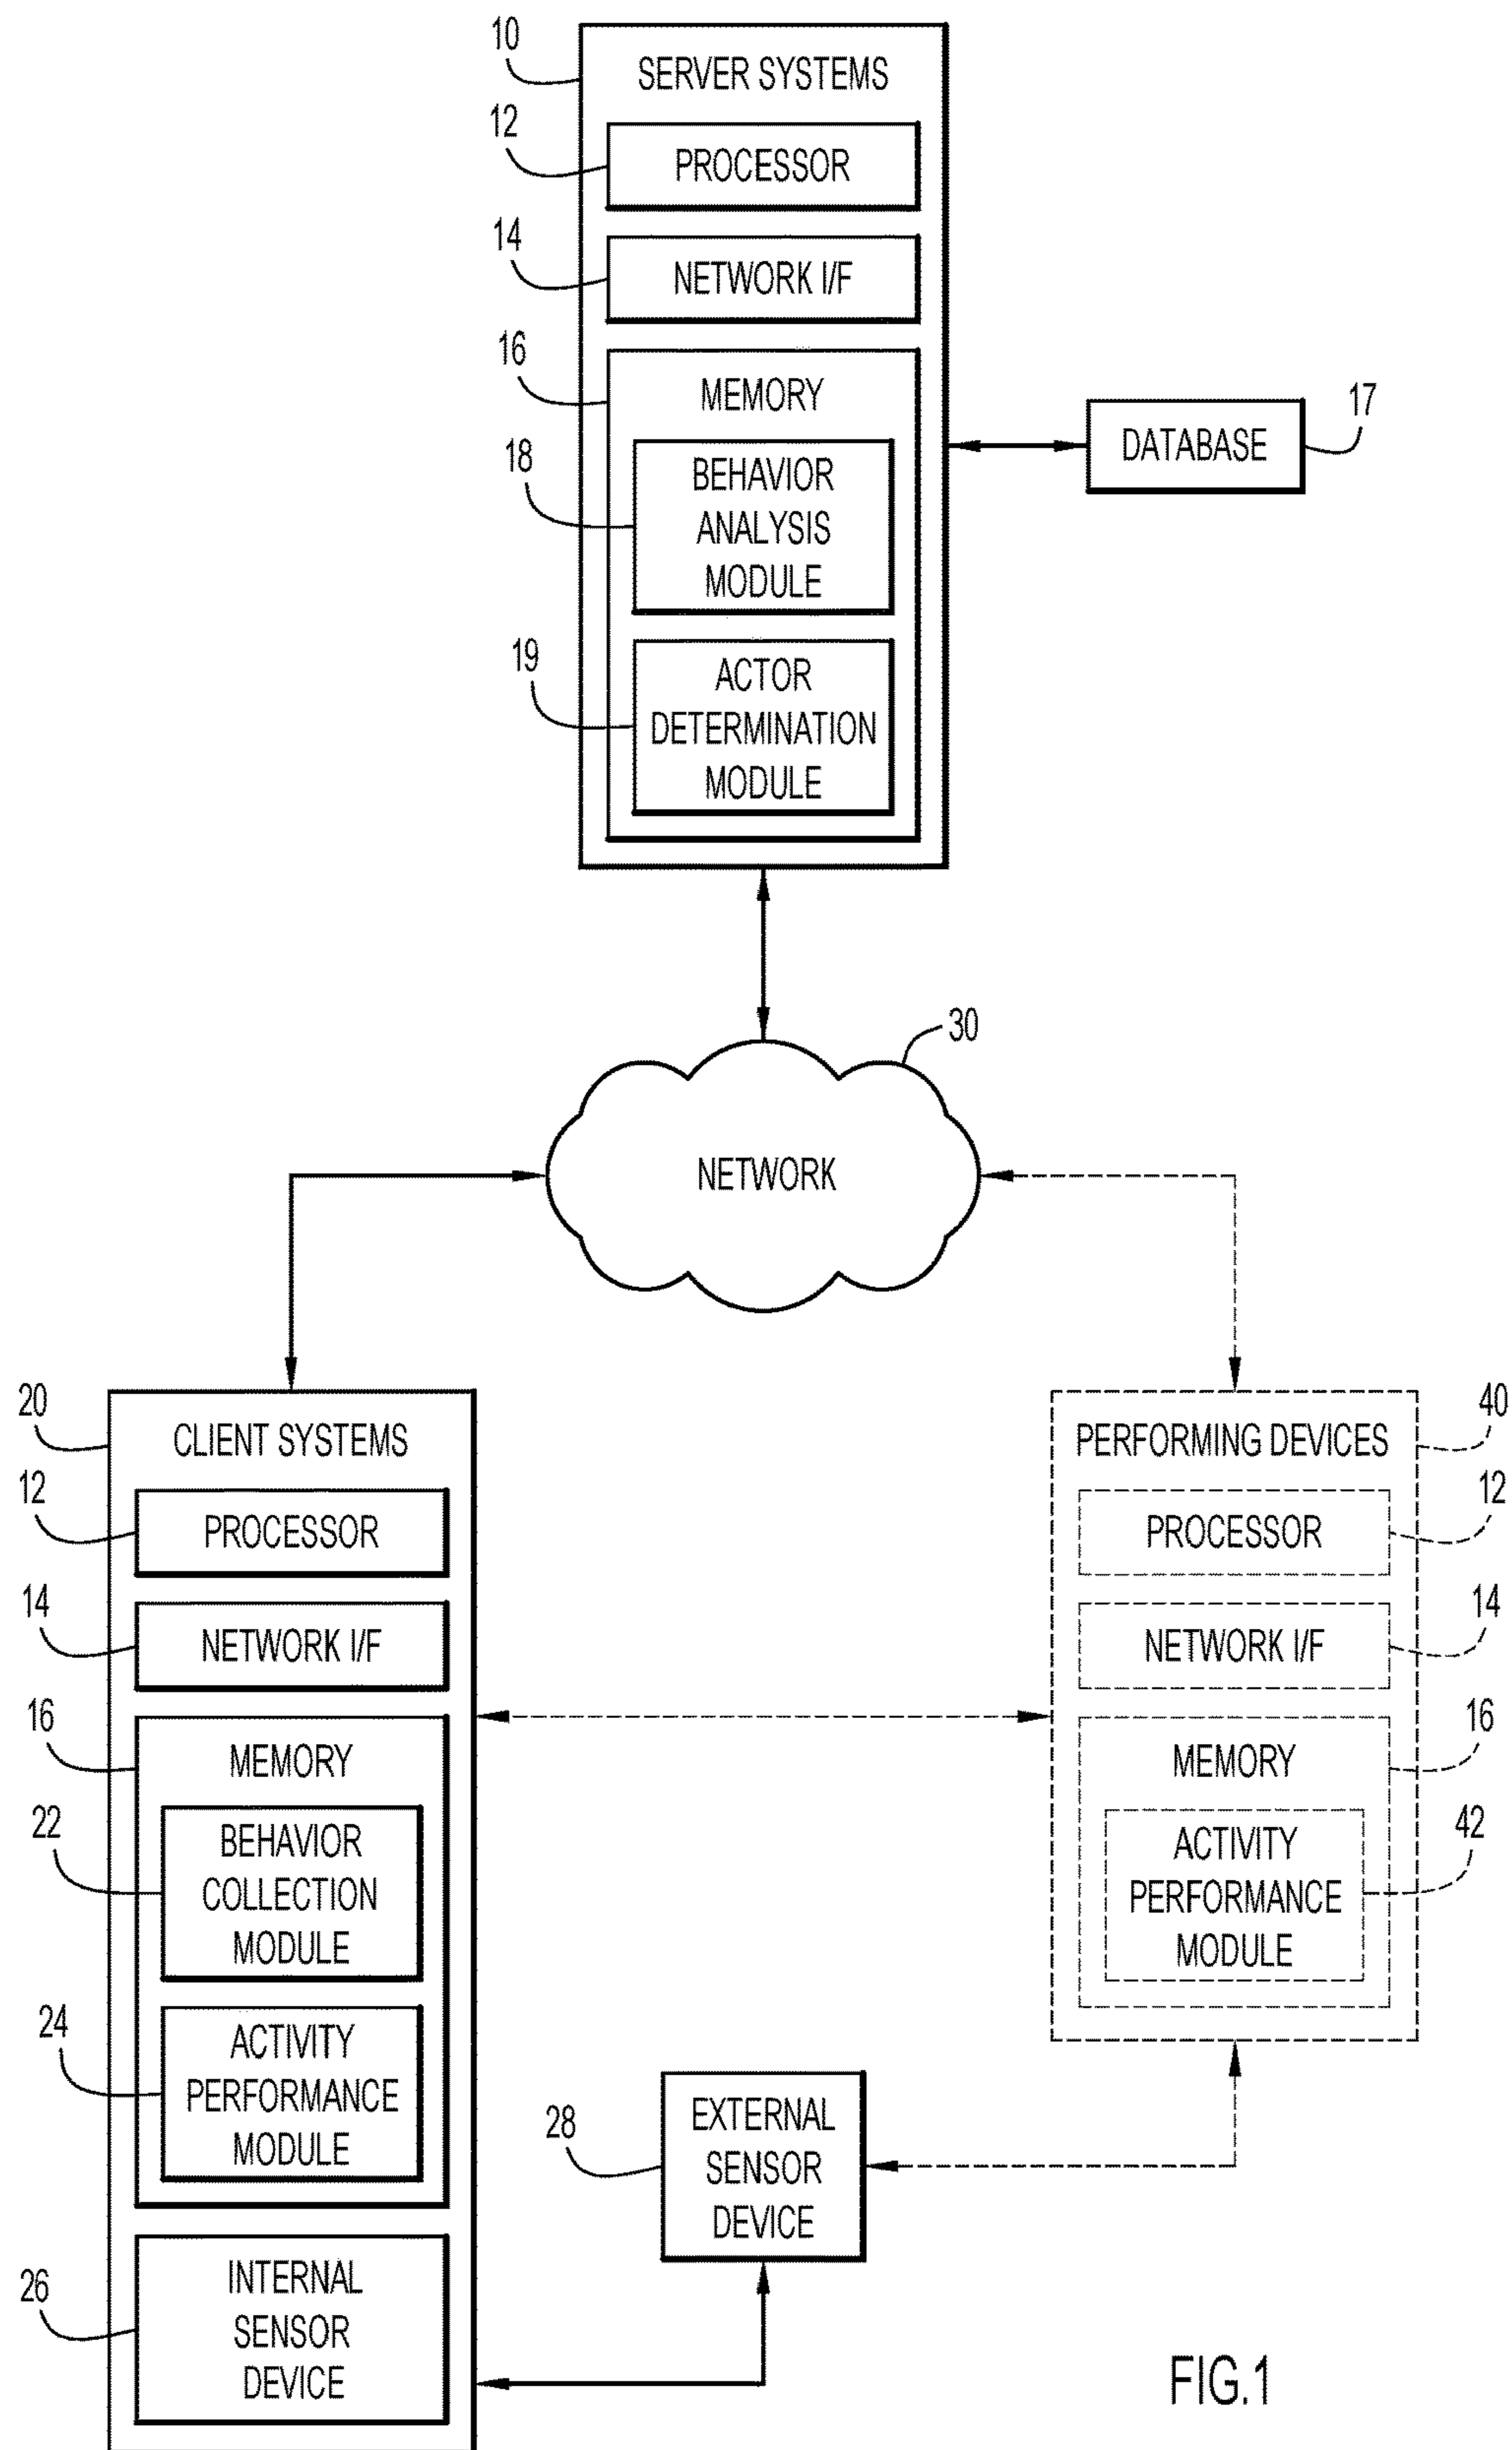 10
SERVER SYSTEMS
12
PROCESSOR
14
NETWORK I/F
16
MEMORY
18
BEHAVIOR
ANALYSIS
MODULE
19
ACTOR
DETERMINATION
MODULE
DATABASE
17
30
NETWORK
20
CLIENT SYSTEMS
12
PROCESSOR
14
NETWORK I/F
16
MEMORY
22
BEHAVIOR
COLLECTION
MODULE
24
ACTIVITY
PERFORMANCE
MODULE
26
INTERNAL
SENSOR
DEVICE
28
EXTERNAL
SENSOR
DEVICE
PERFORMING DEVICES
40
PROCESSOR
12
NETWORK I/F
14
MEMORY
16
ACTIVITY
PERFORMANCE
MODULE
42
FIG.1